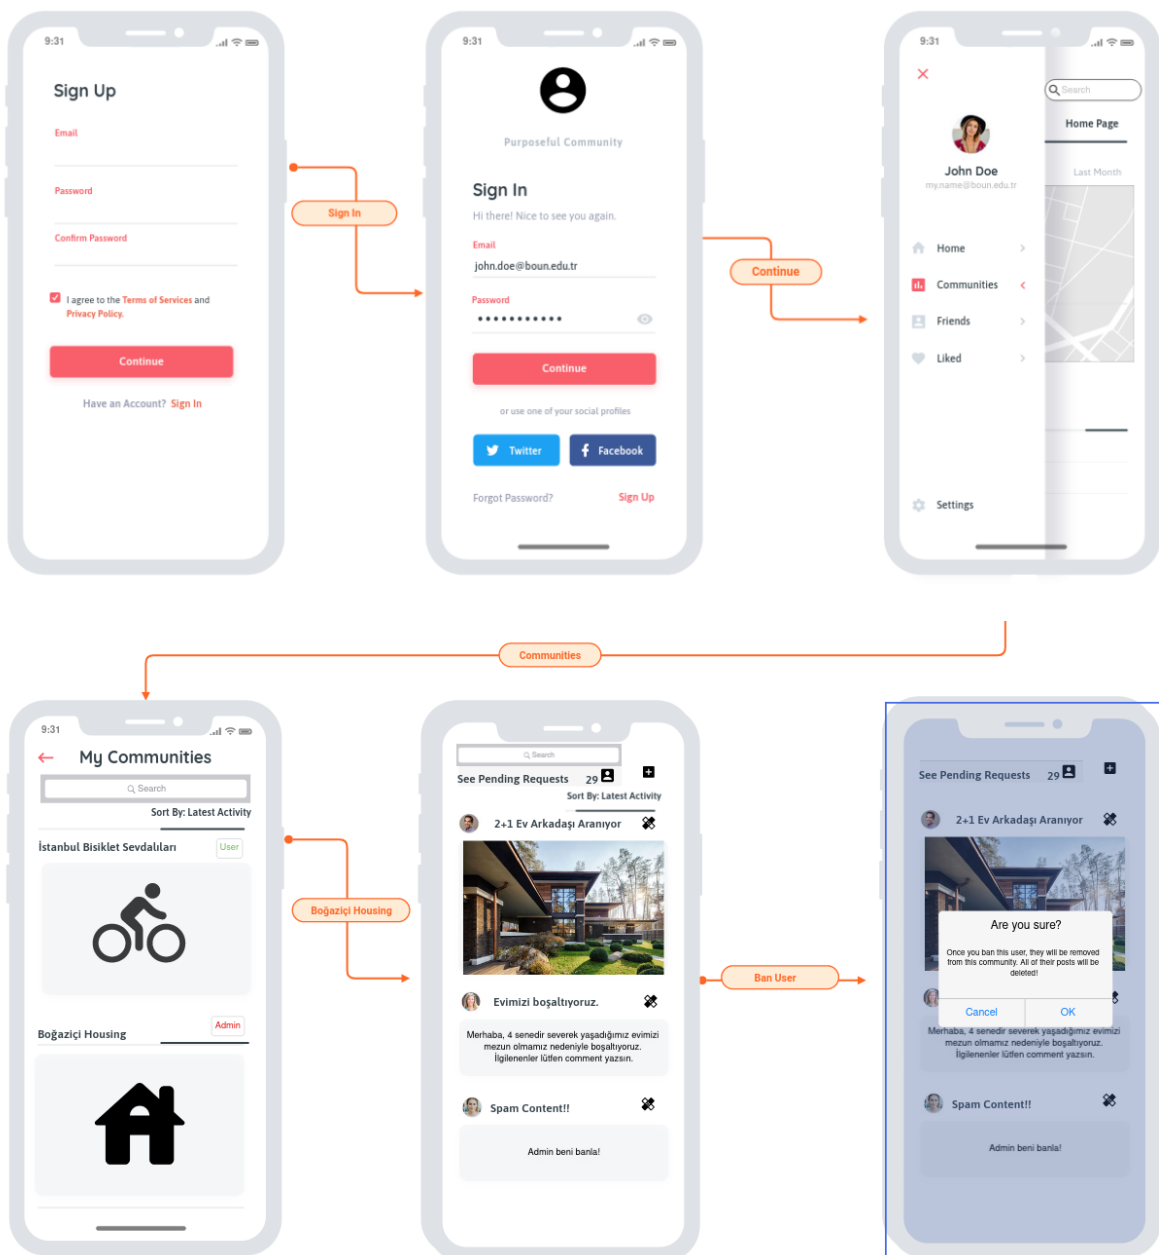 9:31
Sign Up
Email
Password
Confirm Password
I agree to the Terms of Services and
Privacy Policy.
Continue
Have an Account? Sign In
Sign In
9:31
Purposeful Community
Sign In
Hi there! Nice to see you again.
Email
john.doe@boun.edu.tr
Password
Continue
or use one of your social profiles
Twitter
Facebook
Forgot Password?
Sign Up
Continue
9:31
Search
Home Page
John Doe
my.name@boun.edu.tr
Last Month
Home
Communities
Friends
Liked
Settings
Communities
9:31
My Communities
Search
Sort By: Latest Activity
İstanbul Bisiklet Sevdalıları
User
Boğaziçi Housing
Admin
Boğaziçi Housing
Search
See Pending Requests 29
Sort By: Latest Activity
2+1 Ev Arkadaşı Aranıyor
Evimizi boşaltıyoruz.
Merhaba, 4 senedir severek yaşadığımız evimizi
mezun olmamız nedeniyle boşaltıyoruz.
İlgilenenler lütfen comment yazsın.
Spam Content!!
Admin beni banla!
Ban User
See Pending Requests 29
2+1 Ev Arkadaşı Aranıyor
Are you sure?
Once you ban this user, they will be removed
from this community. All of their posts will be
deleted!
Cancel
OK
Merhaba, 4 senedir severek yaşadığımız evimizi
mezun olmamız nedeniyle boşaltıyoruz.
İlgilenenler lütfen comment yazsın.
Spam Content!!
Admin beni banla!